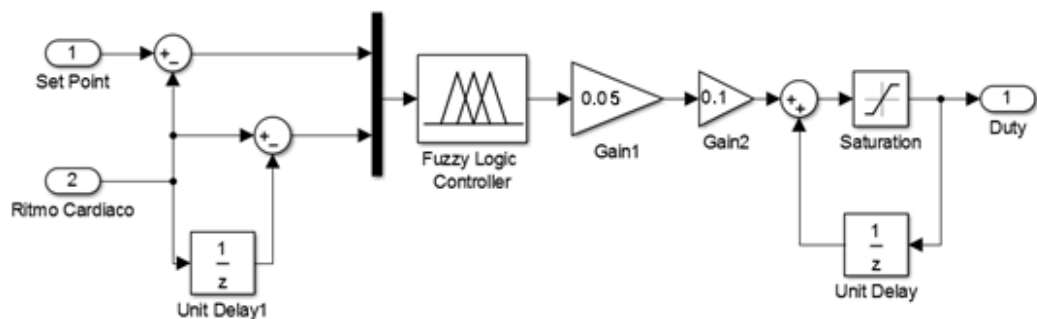 1
Set Point
+
−
2
Ritmo Cardiaco
+
−
1
z
Unit Delay1
Fuzzy Logic
Controller
0.05
Gain1
0.1
Gain2
+
+
Saturation
1
z
Unit Delay
1
Duty